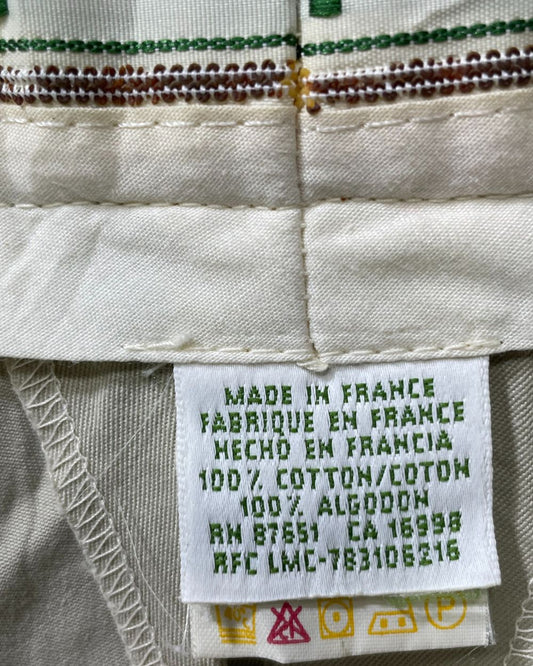 MADE IN FRANCE
FABRIQUE EN FRANCE
HECHO EN FRANCIA
100% COTTON/COTON
100% ALGODON
RN 87651 CA 16998
RFC LMC-783106216
P